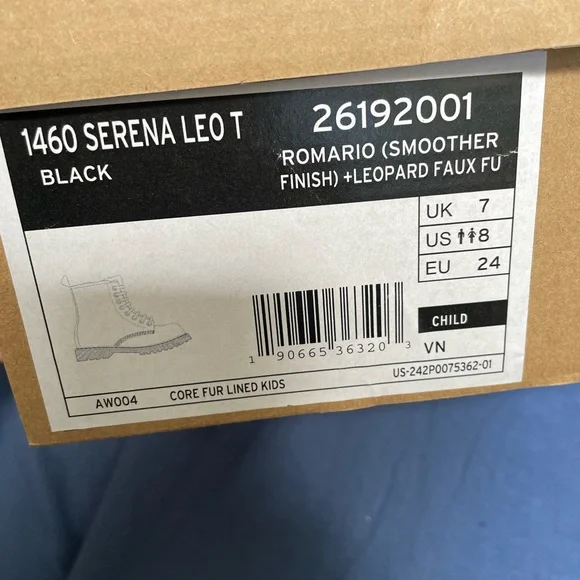 1460 SERENA LEO T
BLACK
26192001
ROMARIO (SMOOTHER
FINISH) +LEOPARD FAUX FU
UK 7
US 8
EU 24
CHILD
VN
1 90665 36320 3
US-242P0075362-01
AW004 CORE FUR LINED KIDS